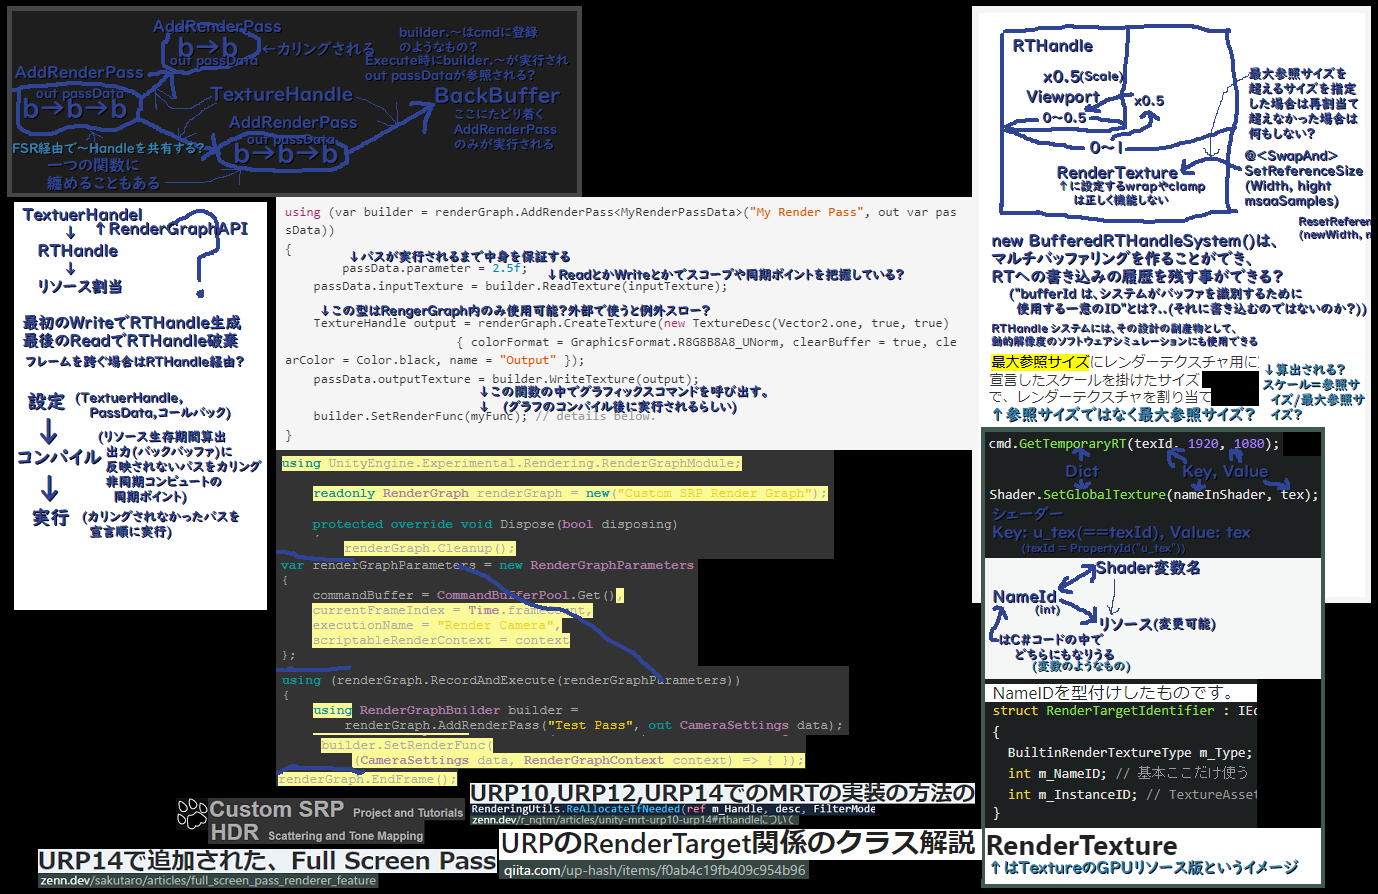 AddRenderPass
b→b ←カリングされる
out passData
AddRenderPass
out passData
b→b→b
TextureHandle
AddRenderPass
out passData
b→b→b
FSR経由で～Handleを共有する?
一つの関数に
纏めることもある
builder.～はcmdに登録
のようなもの?
Execute時にbuilder.～が実行され
out passDataが参照される?
BackBuffer
ここにたどり着く
AddRenderPass
のみが実行される
TextuerHandel
↓ ↑RenderGraphAPI
RTHandle
↓
リソース割当
?
最初のWriteでRTHandle生成
最後のReadでRTHandle破棄
フレームを跨ぐ場合はRTHandle経由?
設定 (TextuerHandle,
PassData,コールバック)
↓
コンパイル (リソース生存期間算出
出力(バックバッファ)に
反映されないパスをカリング
非同期コンピュートの
同期ポイント)
↓
実行 (カリングされなかったパスを
宣言順に実行)
using (var builder = renderGraph.AddRenderPass<MyRenderPassData>("My Render Pass", out var pas
sData))
{
↓パスが実行されるまで中身を保証する
passData.parameter = 2.5f; ↓ReadとかWriteとかでスコープや同期ポイントを把握している?
passData.inputTexture = builder.ReadTexture(inputTexture);
↓この型はRengerGraph内のみ使用可能?外部で使うと例外スロー?
TextureHandle output = renderGraph.CreateTexture(new TextureDesc(Vector2.one, true, true)
{ colorFormat = GraphicsFormat.R8G8B8A8_UNorm, clearBuffer = true, cle
arColor = Color.black, name = "Output" });
passData.outputTexture = builder.WriteTexture(output);
↓この関数の中でグラフィックスコマンドを呼び出す。
↓ (グラフのコンパイル後に実行されるらしい)
builder.SetRenderFunc(myFunc); // details below.
}
using UnityEngine.Experimental.Rendering.RenderGraphModule;
readonly RenderGraph renderGraph = new("Custom SRP Render Graph");
protected override void Dispose(bool disposing)
renderGraph.Cleanup();
var renderGraphParameters = new RenderGraphParameters
{
commandBuffer = CommandBufferPool.Get(),
currentFrameIndex = Time.frameCount,
executionName = "Render Camera",
scriptableRenderContext = context
};
using (renderGraph.RecordAndExecute(renderGraphParameters))
{
using RenderGraphBuilder builder =
renderGraph.AddRenderPass("Test Pass", out CameraSettings data);
builder.SetRenderFunc(
(CameraSettings data, RenderGraphContext context) => { });
renderGraph.EndFrame();
Custom SRP Project and Tutorials
HDR Scattering and Tone Mapping
URP14で追加された、Full Screen Pass
zenn.dev/sakutaro/articles/full_screen_pass_renderer_feature
URP10,URP12,URP14でのMRTの実装の方法の
RenderingUtils.ReAllocateIfNeeded(ref m_Handle, desc, FilterMode
zenn.dev/r_ngtm/articles/unity-mrt-urp10-urp14#rthandleについて
URPのRenderTarget関係のクラス解説
qiita.com/up-hash/items/f0ab4c19fb409c954b96
RTHandle
x0.5(Scale)
Viewport x0.5
0～0.5
0～1
RenderTexture
↑に設定するwrapやclamp
は正しく機能しない
最大参照サイズを
超えるサイズを指定
した場合は再割当て
超えなかった場合は
何もしない?
@<SwapAnd>
SetReferenceSize
(Width, hight
msaaSamples)
ResetReferen
(newWidth, n
new BufferedRTHandleSystem()は、
マルチバッファリングを作ることができ、
RTへの書き込みの履歴を残す事ができる?
("bufferId は、システムがバッファを識別するために
使用する一意のID"とは?..(それに書き込むのではないのか?))
RTHandle システムには、その設計の副産物として、
動的解像度のソフトウェアシミュレーションにも使用できる
最大参照サイズにレンダーテクスチャ用に
宣言したスケールを掛けたサイズ
で、レンダーテクスチャを割り当て
↑参照サイズではなく最大参照サイズ?
↓算出される?
スケール=参照サ
イズ/最大参照サ
イズ?
cmd.GetTemporaryRT(texId, 1920, 1080);
Dict Key, Value
Shader.SetGlobalTexture(nameInShader, tex);
シェーダー
Key: u_tex(==texId), Value: tex
(texId = PropertyId("u_tex"))
Shader変数名
NameId
(int)
リソース(変更可能)
はC#コードの中で
どちらにもなりうる
(変数のようなもの)
NameIDを型付けしたものです。
struct RenderTargetIdentifier : IEq
{
BuiltinRenderTextureType m_Type;
int m_NameID; // 基本ここだけ使う
int m_InstanceID; // TextureAsset
}
RenderTexture
↑はTextureのGPUリソース版というイメージ